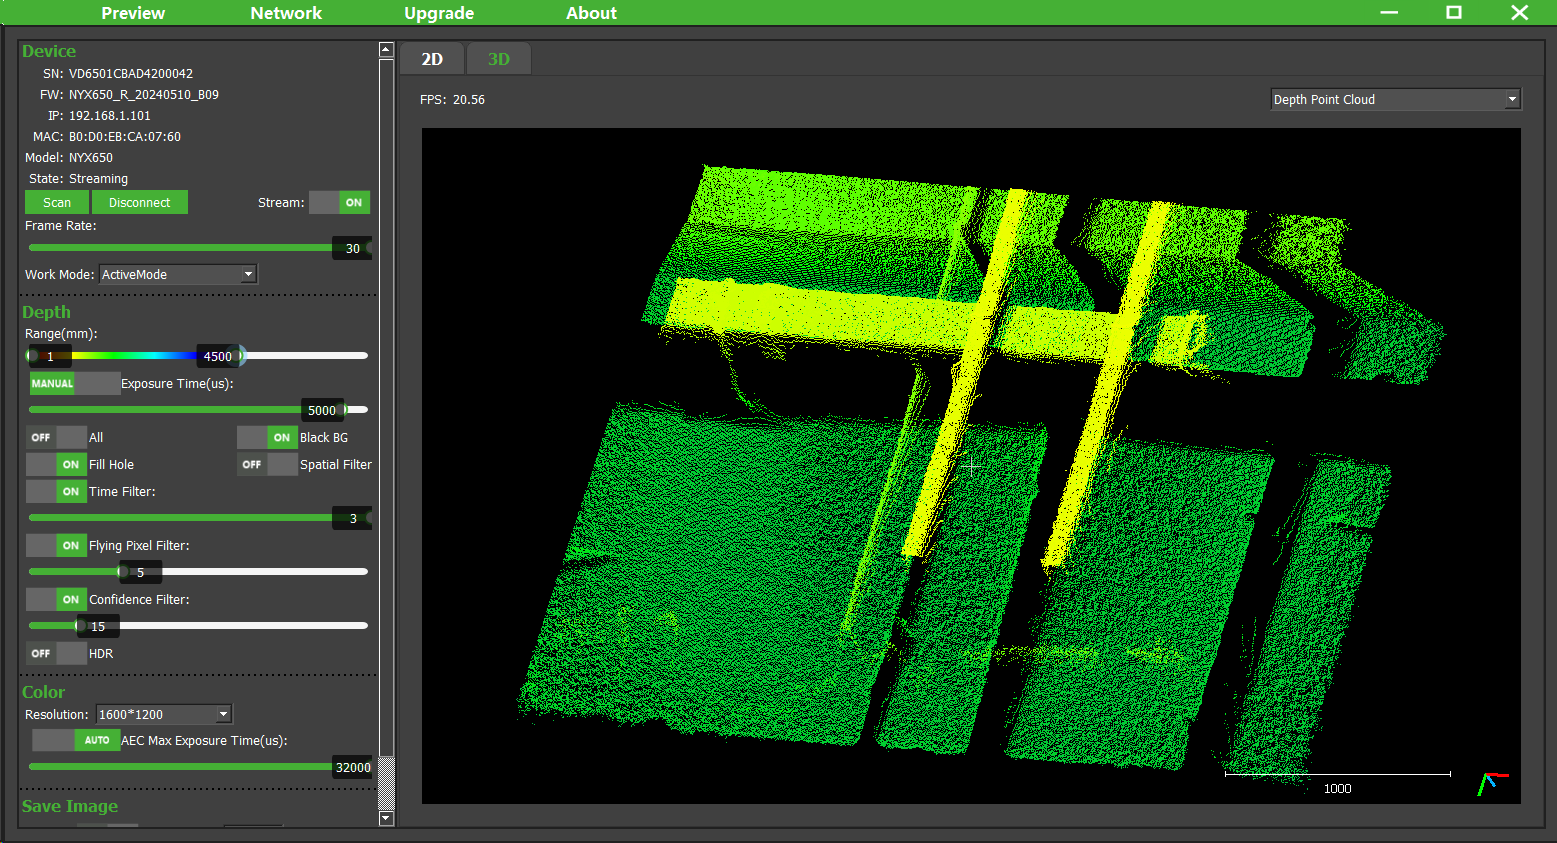 Preview Network Upgrade About
Device
SN: VD6501CBAD4200042
FW: NYX650_R_20240510_B09
IP: 192.168.1.101
MAC: B0:D0:EB:CA:07:60
Model: NYX650
State: Streaming
Scan Disconnect Stream: ON
Frame Rate:
30
Work Mode: ActiveMode
Depth
Range(mm):
1 4500
MANUAL Exposure Time(us):
5000
OFF All ON Black BG
ON Fill Hole OFF Spatial Filter
ON Time Filter:
3
ON Flying Pixel Filter:
5
ON Confidence Filter:
15
OFF HDR
Color
Resolution: 1600*1200
AUTO AEC Max Exposure Time(us):
32000
Save Image
2D 3D
FPS: 20.56 Depth Point Cloud
1000